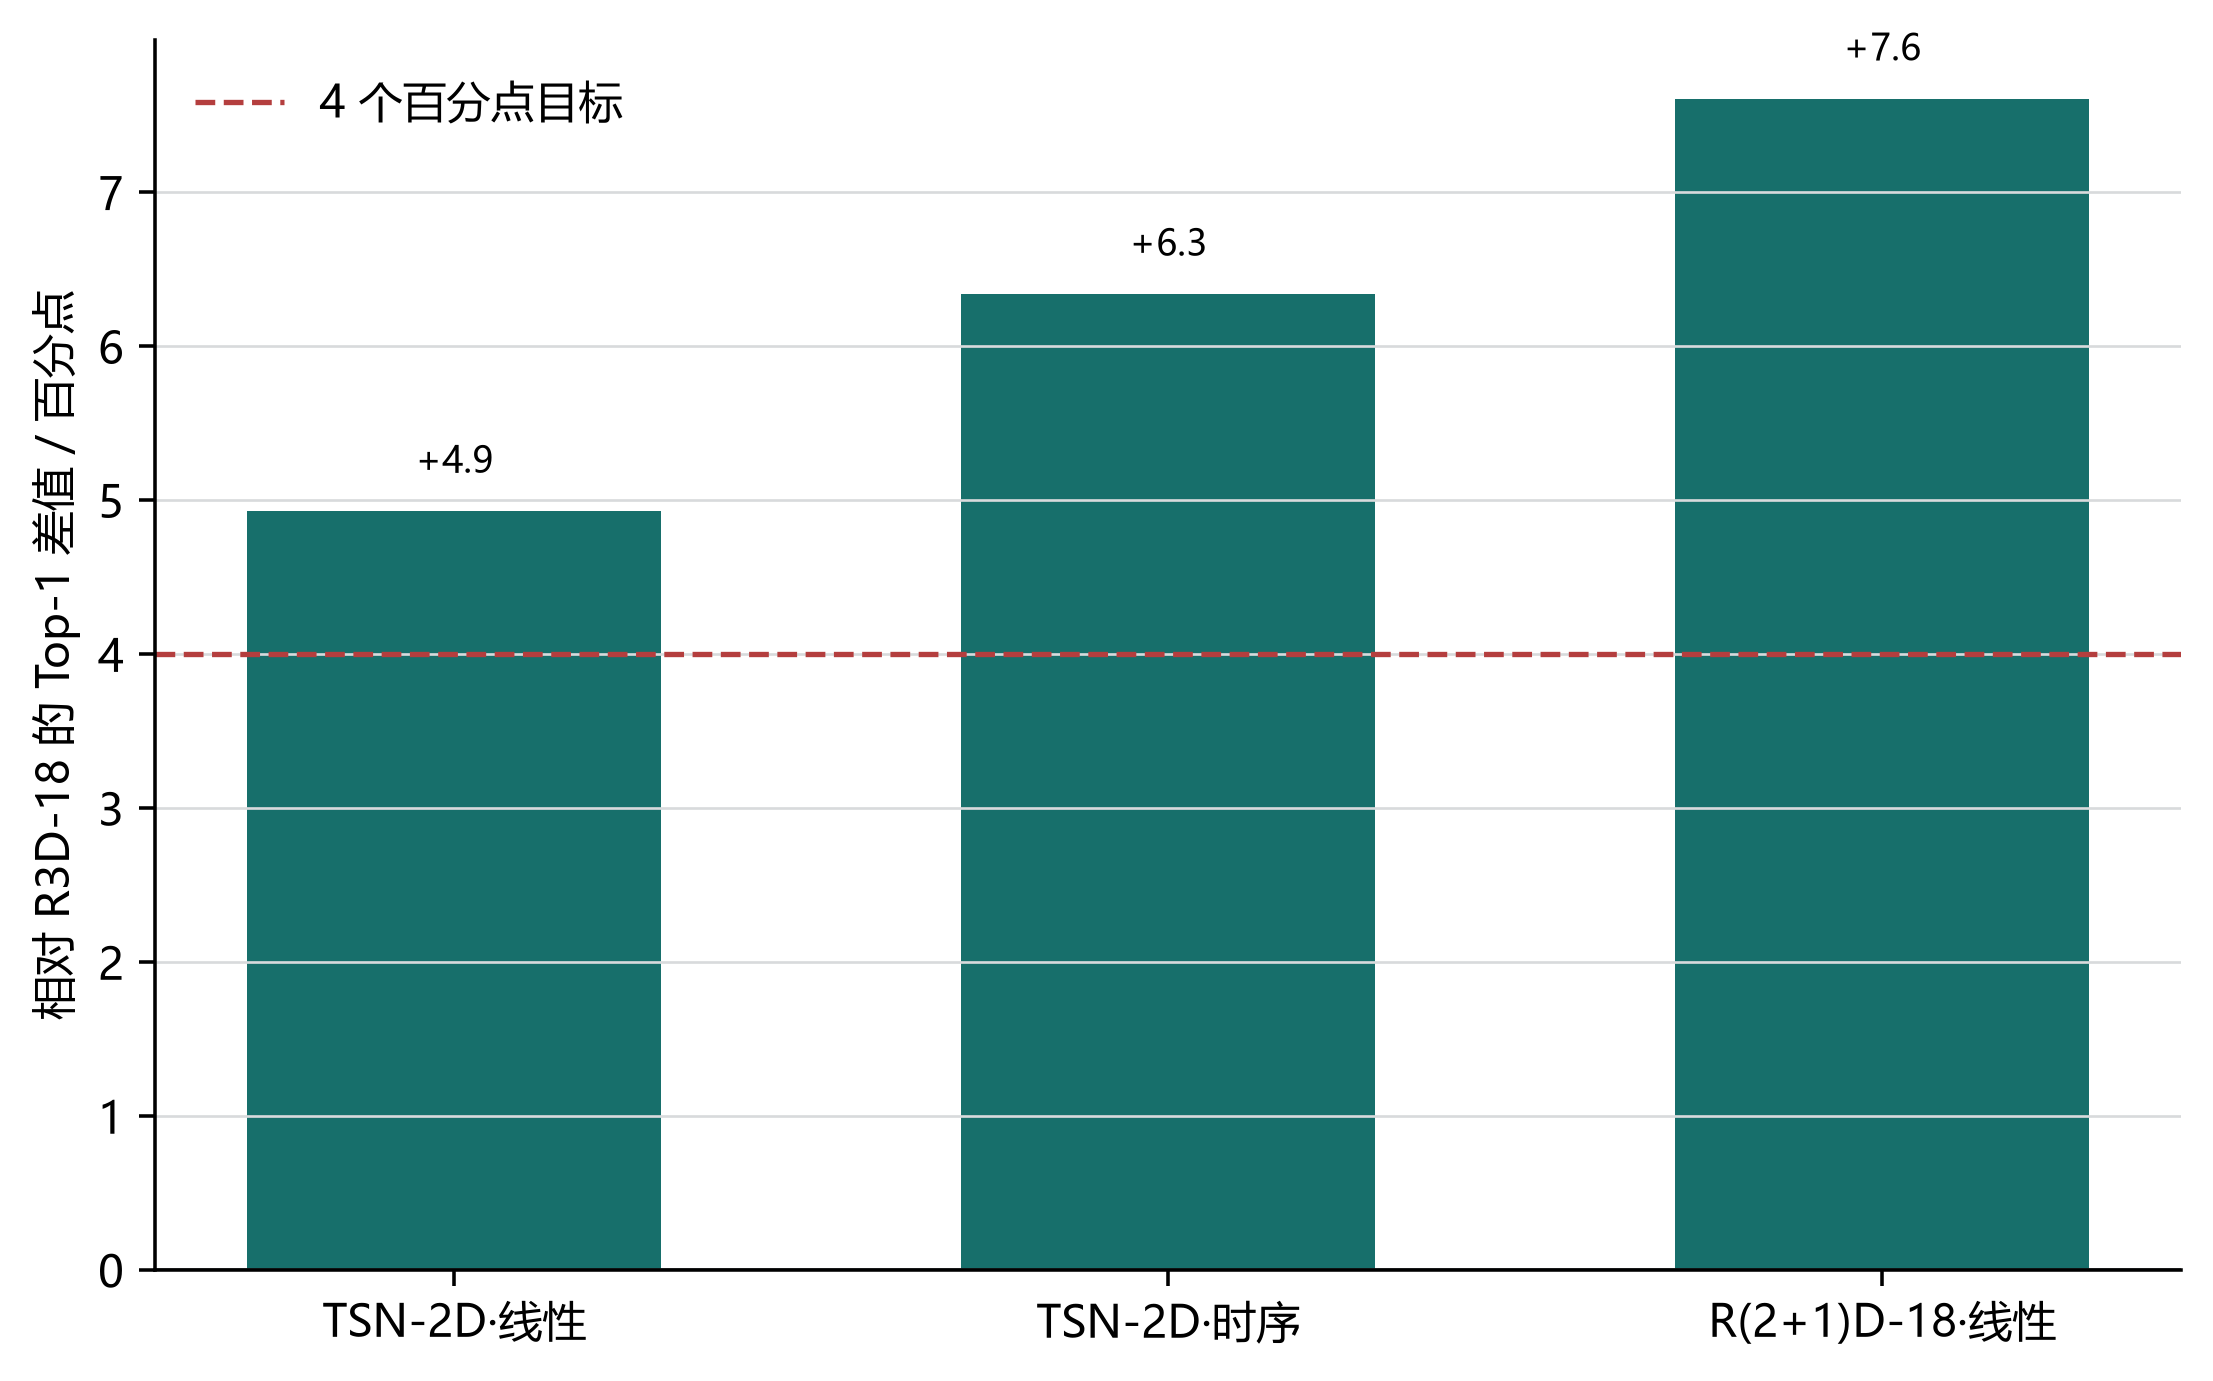 4 个百分点目标
+4.9
+6.3
+7.6
相对 R3D-18 的 Top-1 差值 / 百分点
7
6
5
4
3
2
1
0
TSN-2D·线性
TSN-2D·时序
R(2+1)D-18·线性